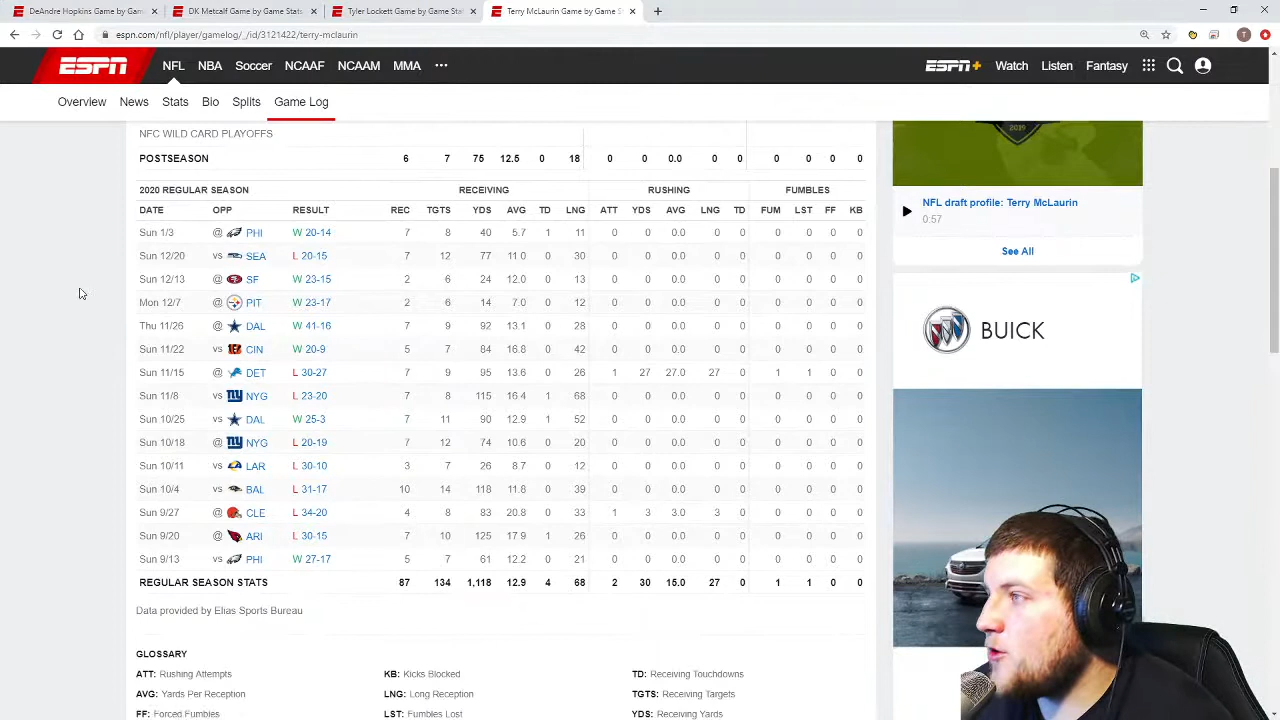 DeAndre Hopkins Game by Gam
DK Metcalf Game by Game Stats
Tyler Lockett Game by Game Stat
Terry McLaurin Game by Game S
espn.com/nfl/player/gamelog/_/id/3121422/terry-mclaurin
T
ESPN NFL NBA Soccer NCAAF NCAAM MMA ••• ESPN+ Watch Listen Fantasy
Overview News Stats Bio Splits Game Log
NFC WILD CARD PLAYOFFS
POSTSEASON 6 7 75 12.5 0 18 0 0 0.0 0 0 0 0 0 0
2020 REGULAR SEASON RECEIVING RUSHING FUMBLES
DATE OPP RESULT REC TGTS YDS AVG TD LNG ATT YDS AVG LNG TD FUM LST FF KB
Sun 1/3 @ PHI W 20-14 7 8 40 5.7 1 11 0 0 0.0 0 0 0 0 0 0
Sun 12/20 vs SEA L 20-15 7 12 77 11.0 0 30 0 0 0.0 0 0 0 0 0 0
Sun 12/13 @ SF W 23-15 2 6 24 12.0 0 13 0 0 0.0 0 0 0 0 0 0
Mon 12/7 @ PIT W 23-17 2 6 14 7.0 0 12 0 0 0.0 0 0 0 0 0 0
Thu 11/26 @ DAL W 41-16 7 9 92 13.1 0 28 0 0 0.0 0 0 0 0 0 0
Sun 11/22 vs CIN W 20-9 5 7 84 16.8 0 42 0 0 0.0 0 0 0 0 0 0
Sun 11/15 @ DET L 30-27 7 9 95 13.6 0 26 1 27 27.0 27 0 1 1 0 0
Sun 11/8 vs NYG L 23-20 7 8 115 16.4 1 68 0 0 0.0 0 0 0 0 0 0
Sun 10/25 vs DAL W 25-3 7 11 90 12.9 1 52 0 0 0.0 0 0 0 0 0 0
Sun 10/18 @ NYG L 20-19 7 12 74 10.6 0 20 0 0 0.0 0 0 0 0 0 0
Sun 10/11 vs LAR L 30-10 3 7 26 8.7 0 12 0 0 0.0 0 0 0 0 0 0
Sun 10/4 vs BAL L 31-17 10 14 118 11.8 0 39 0 0 0.0 0 0 0 0 0 0
Sun 9/27 @ CLE L 34-20 4 8 83 20.8 0 33 1 3 3.0 3 0 0 0 0 0
Sun 9/20 @ ARI L 30-15 7 10 125 17.9 1 26 0 0 0.0 0 0 0 0 0 0
Sun 9/13 vs PHI W 27-17 5 7 61 12.2 0 21 0 0 0.0 0 0 0 0 0 0
REGULAR SEASON STATS 87 134 1,118 12.9 4 68 2 30 15.0 27 0 1 1 0 0
Data provided by Elias Sports Bureau
GLOSSARY
ATT: Rushing Attempts KB: Kicks Blocked TD: Receiving Touchdowns
AVG: Yards Per Reception LNG: Long Reception TGTS: Receiving Targets
FF: Forced Fumbles LST: Fumbles Lost YDS: Receiving Yards
2019
NFL draft profile: Terry McLaurin
0:57
See All
BUICK